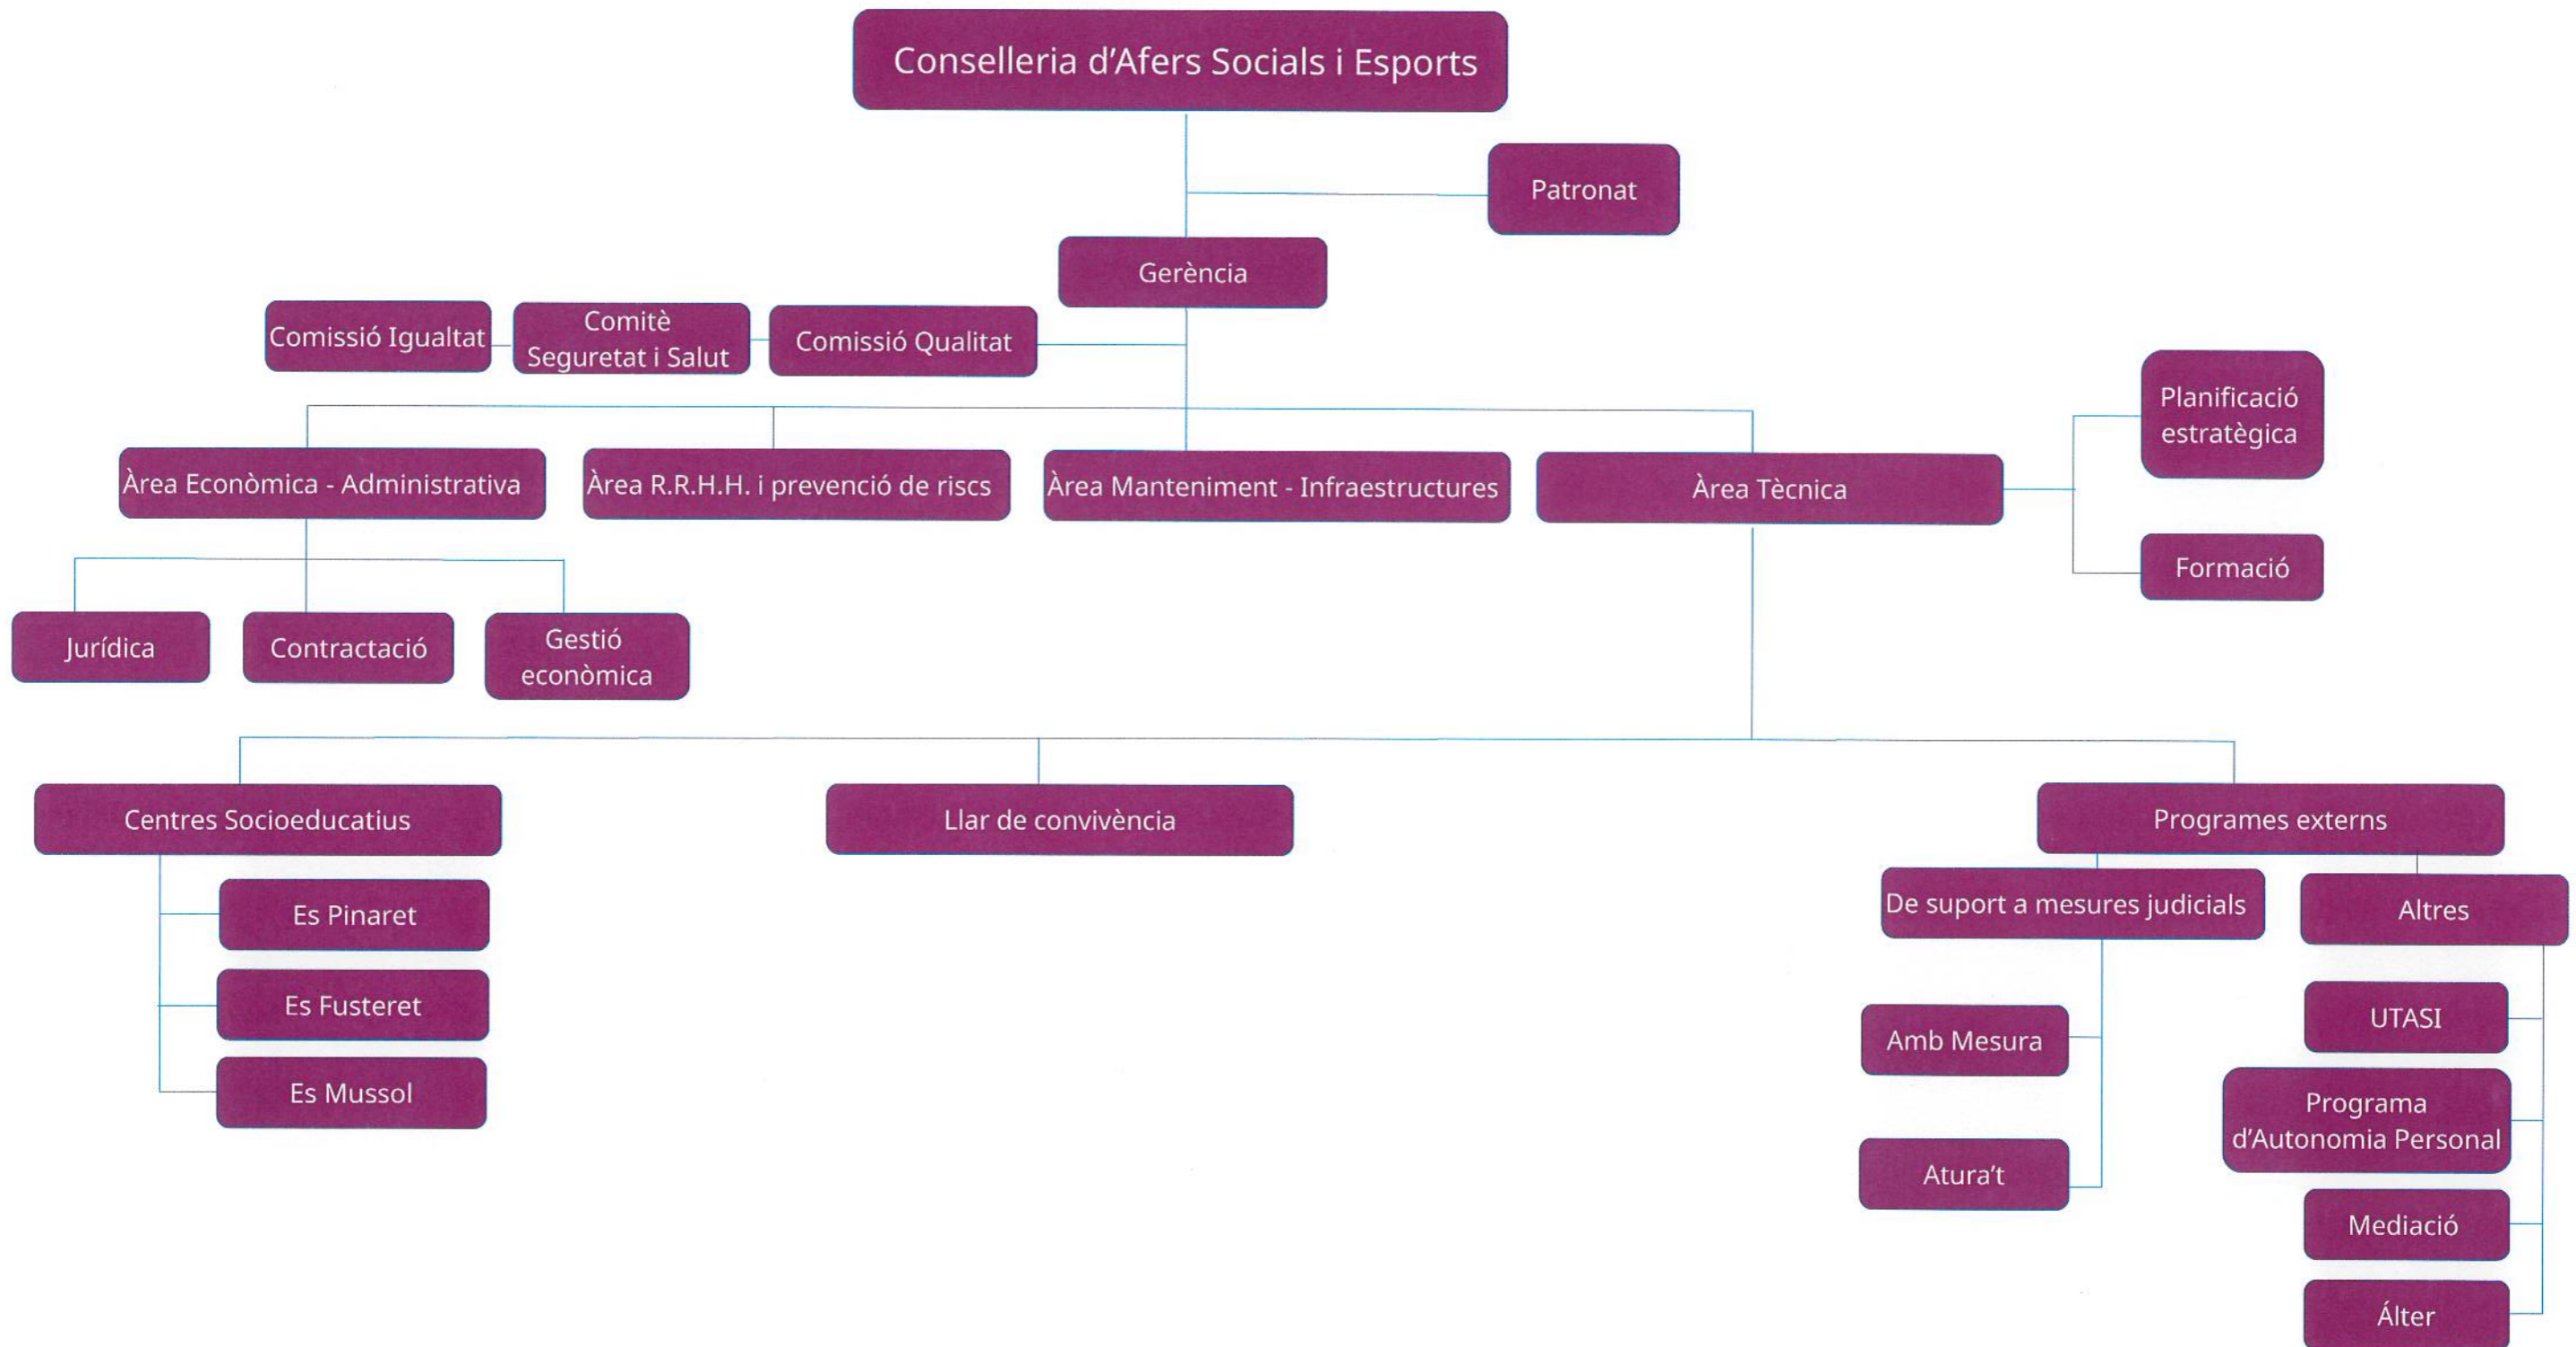 Conselleria d’Afers Socials i Esports
Patronat
Gerència
Comissió Igualtat
Comitè
Seguretat i Salut
Comissió Qualitat
Planificació
estratègica
Àrea Econòmica - Administrativa
Àrea R.R.H.H. i prevenció de riscs
Àrea Manteniment - Infraestructures
Àrea Tècnica
Formació
Jurídica
Contractació
Gestió
econòmica
Centres Socioeducatius
Llar de convivència
Programes externs
Es Pinaret
Es Fusteret
Es Mussol
De suport a mesures judicials
Altres
Amb Mesura
Atura’t
UTASI
Programa
d’Autonomia Personal
Mediació
Álter